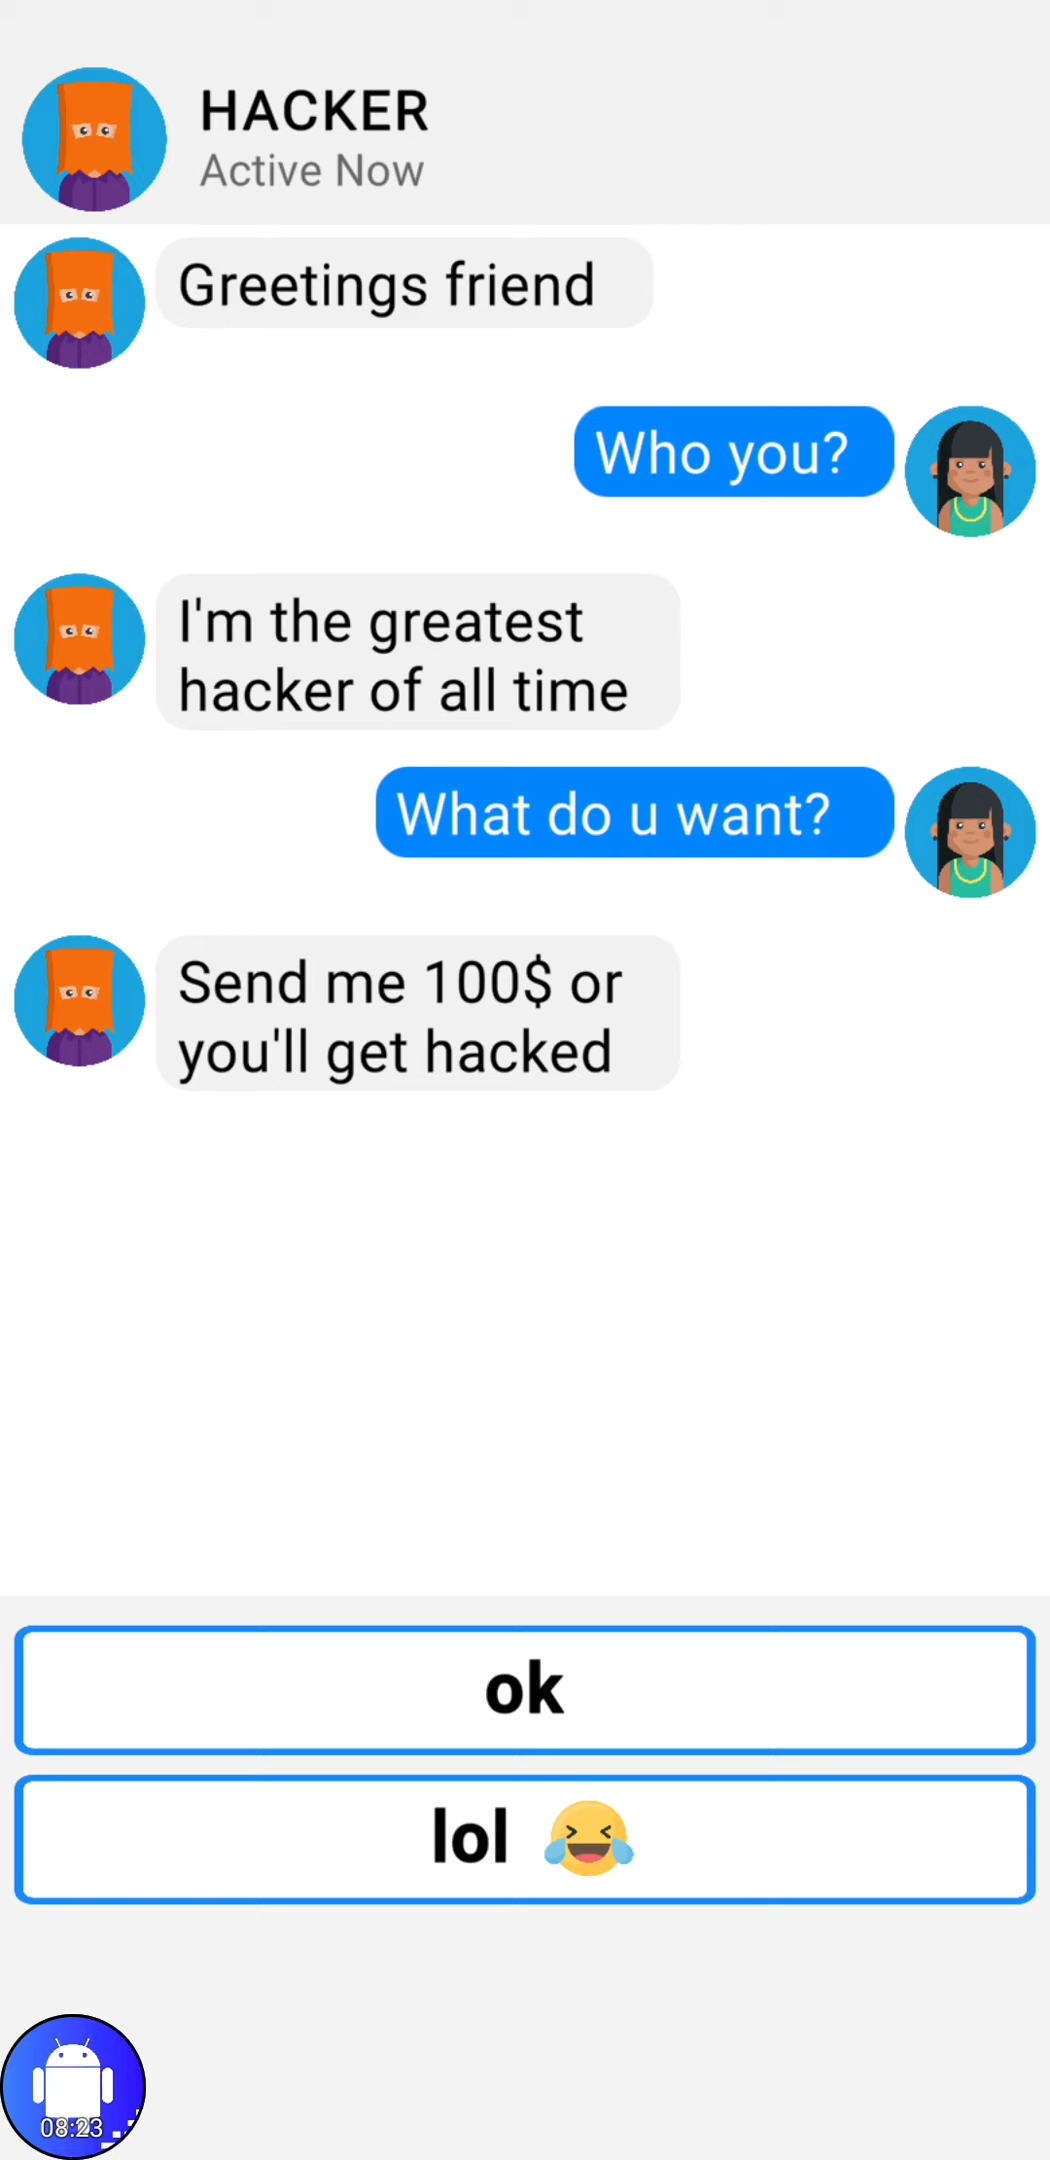 HACKER
Active Now
Greetings friend
Who you?
I'm the greatest
hacker of all time
What do u want?
Send me 100$ or
you'll get hacked
ok
lol 😂
08:23